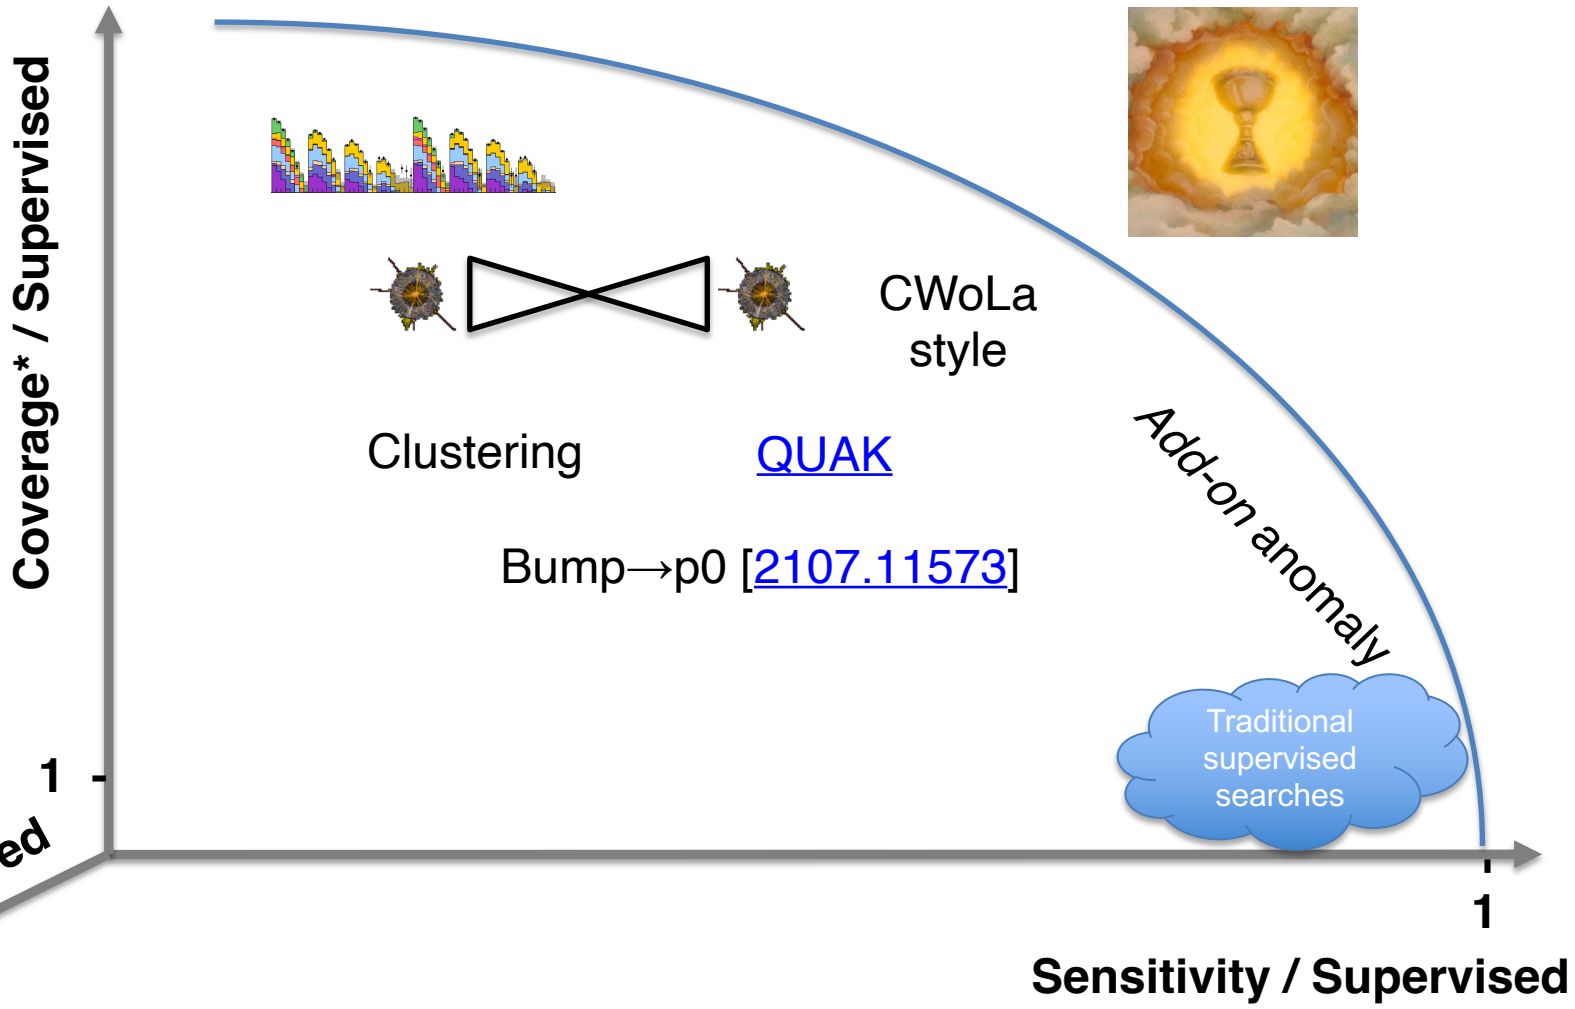 Coverage* / Supervised
CWoLa
style
Clustering
QUAK
Bump→p0 [2107.11573]
Add-on anomaly
Traditional
supervised
searches
1
ed
1
Sensitivity / Supervised